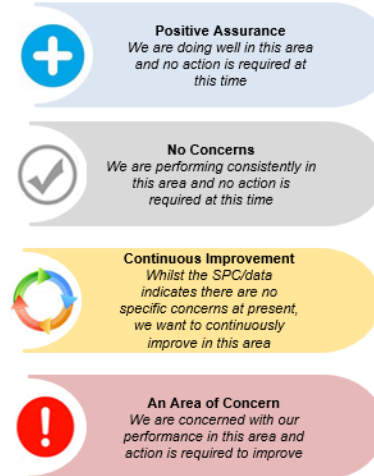 Positive Assurance
We are doing well in this area
and no action is required at
this time
No Concerns
We are performing consistently in
this area and no action is
required at this time
Continuous Improvement
Whilst the SPC/data
indicates there are no
specific concerns at present,
we want to continuously
improve in this area
An Area of Concern
We are concerned with our
performance in this area and
action is required to improve